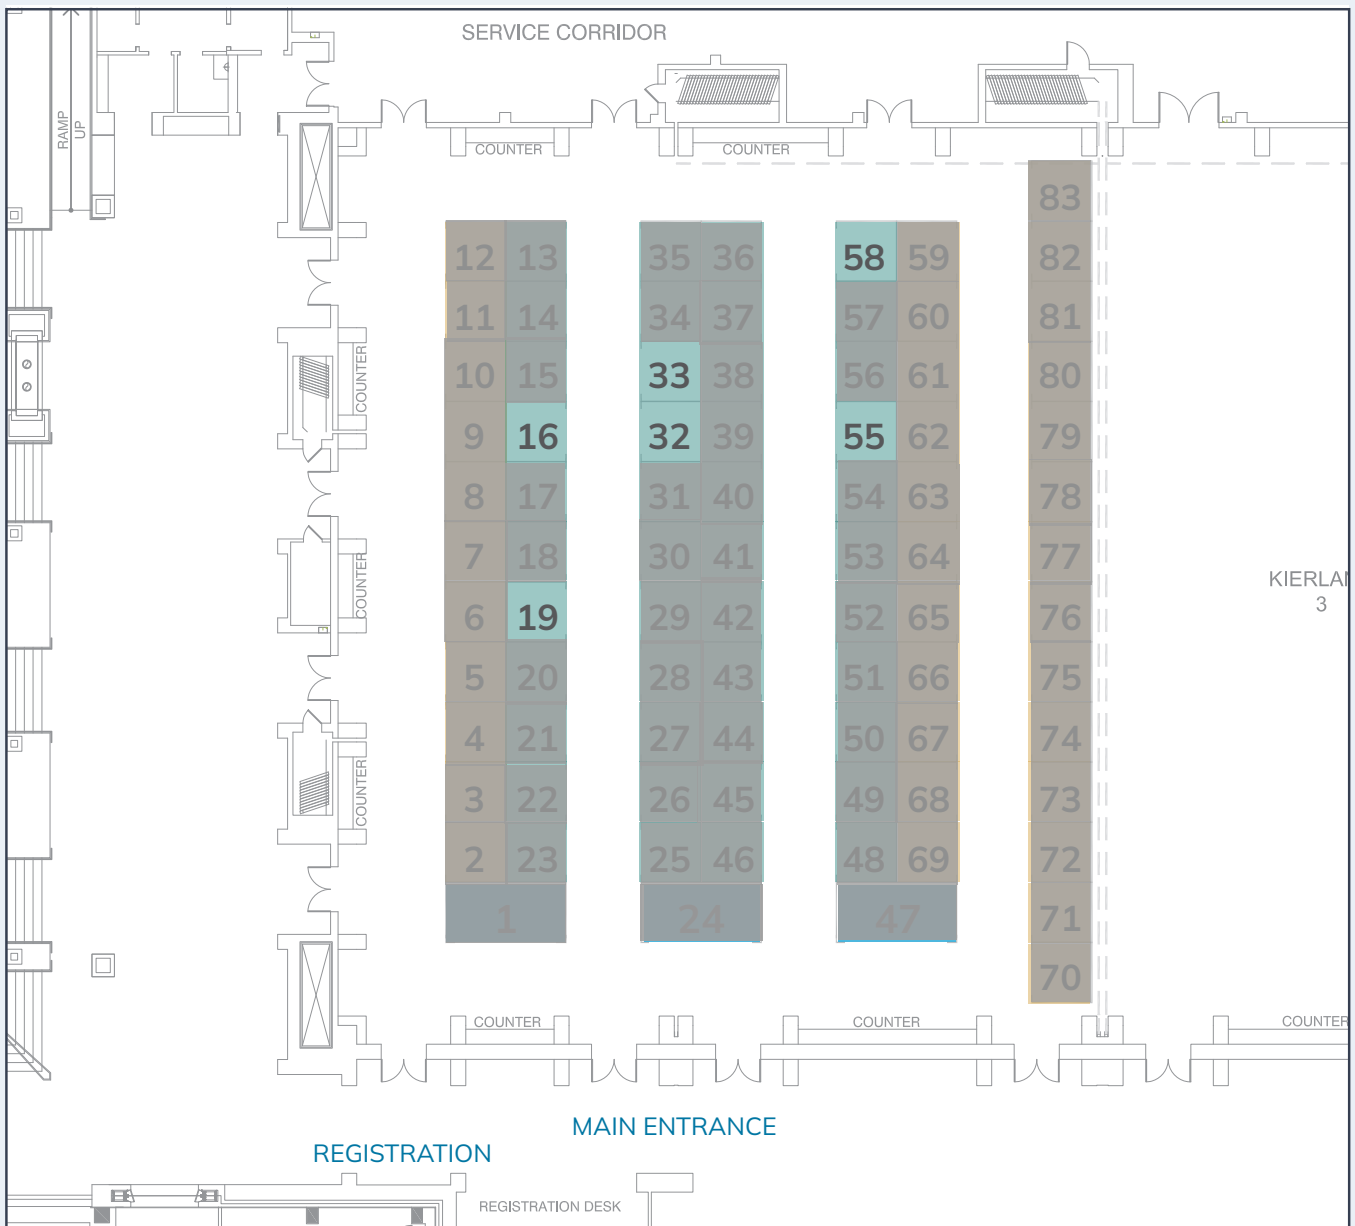 SERVICE CORRIDOR
RAMP UP
COUNTER COUNTER
83
12 13 35 36 58 59 82
11 14 34 37 57 60 81
COUNTER
10 15 33 38 56 61 80
9 16 32 39 55 62 79
8 17 31 40 54 63 78
COUNTER
7 18 30 41 53 64 77
KIERLAN
3
6 19 29 42 52 65 76
5 20 28 43 51 66 75
4 21 27 44 50 67 74
COUNTER
3 22 26 45 49 68 73
2 23 25 46 48 69 72
1 24 47 71
70
COUNTER COUNTER COUNTER
MAIN ENTRANCE
REGISTRATION
REGISTRATION DESK